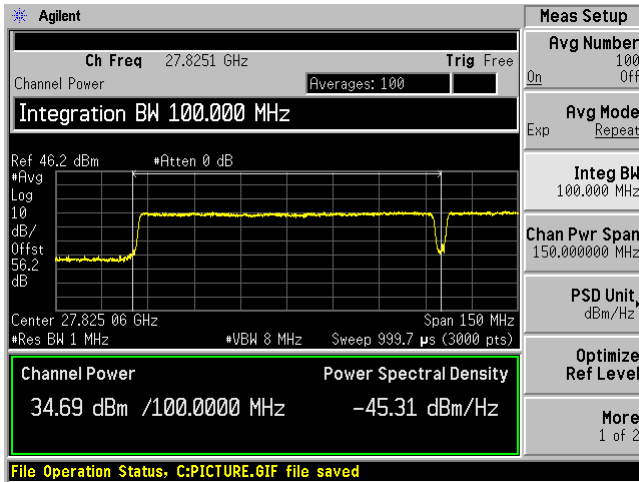 Agilent
Meas Setup
Ch Freq 27.8251 GHz Trig Free
Channel Power Averages: 100
Integration BW 100.000 MHz
Ref 46.2 dBm #Atten 0 dB
#Avg
Log
10
dB/
Offst
56.2
dB
Center 27.825 06 GHz Span 150 MHz
#Res BW 1 MHz #VBW 8 MHz Sweep 999.7 µs (3000 pts)
Channel Power Power Spectral Density
34.69 dBm /100.0000 MHz -45.31 dBm/Hz
File Operation Status, C:PICTURE.GIF file saved
Avg Number
100
On Off
Avg Mode
Exp Repeat
Integ BW
100.000 MHz
Chan Pwr Span
150.000000 MHz
PSD Unit
dBm/Hz
Optimize
Ref Level
More
1 of 2